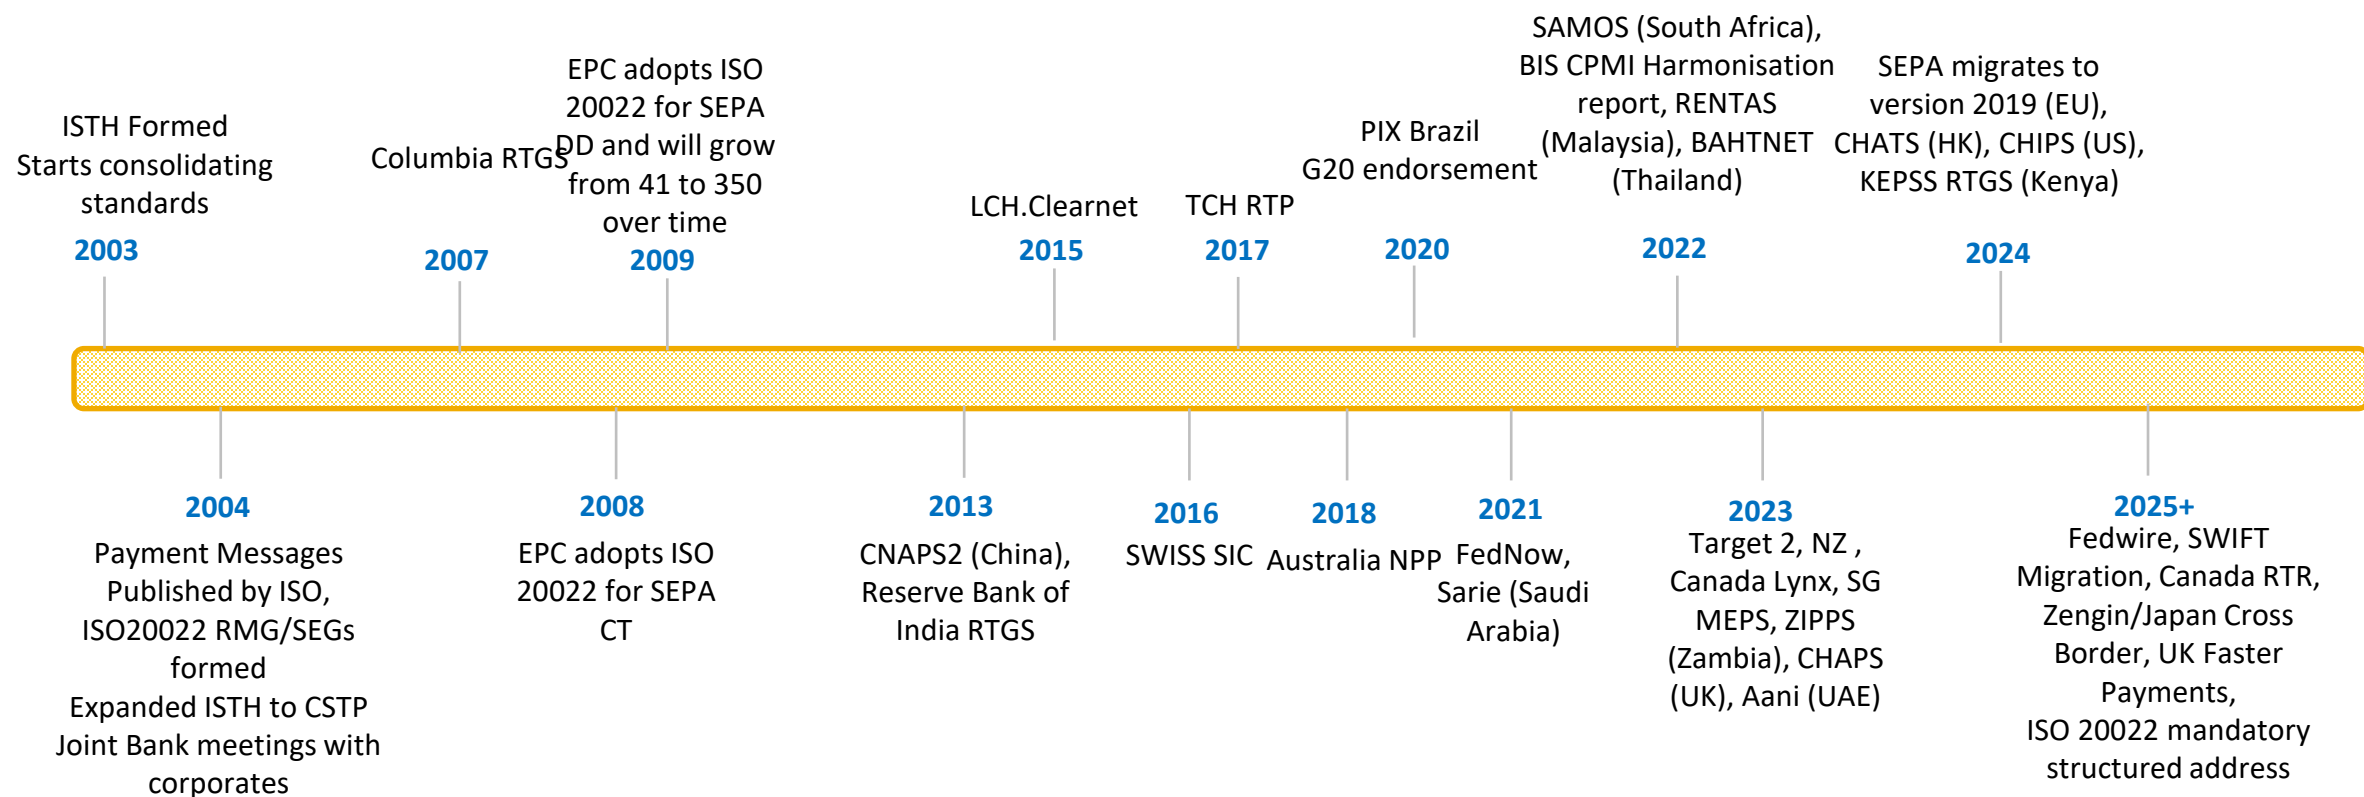 ISTH Formed
Starts consolidating
standards
2003
Columbia RTGS
2007
EPC adopts ISO
20022 for SEPA
DD and will grow
from 41 to 350
over time
2009
LCH.Clearnet
2015
TCH RTP
2017
PIX Brazil
G20 endorsement
2020
SAMOS (South Africa),
BIS CPMI Harmonisation
report, RENTAS
(Malaysia), BAHTNET
(Thailand)
2022
SEPA migrates to
version 2019 (EU),
CHATS (HK), CHIPS (US),
KEPSS RTGS (Kenya)
2024
2004
Payment Messages
Published by ISO,
ISO20022 RMG/SEGs
formed
Expanded ISTH to CSTP
Joint Bank meetings with
corporates
2008
EPC adopts ISO
20022 for SEPA
CT
2013
CNAPS2 (China),
Reserve Bank of
India RTGS
2016
SWISS SIC
2018
Australia NPP
2021
FedNow,
Sarie (Saudi
Arabia)
2023
Target 2, NZ ,
Canada Lynx, SG
MEPS, ZIPPS
(Zambia), CHAPS
(UK), Aani (UAE)
2025+
Fedwire, SWIFT
Migration, Canada RTR,
Zengin/Japan Cross
Border, UK Faster
Payments,
ISO 20022 mandatory
structured address